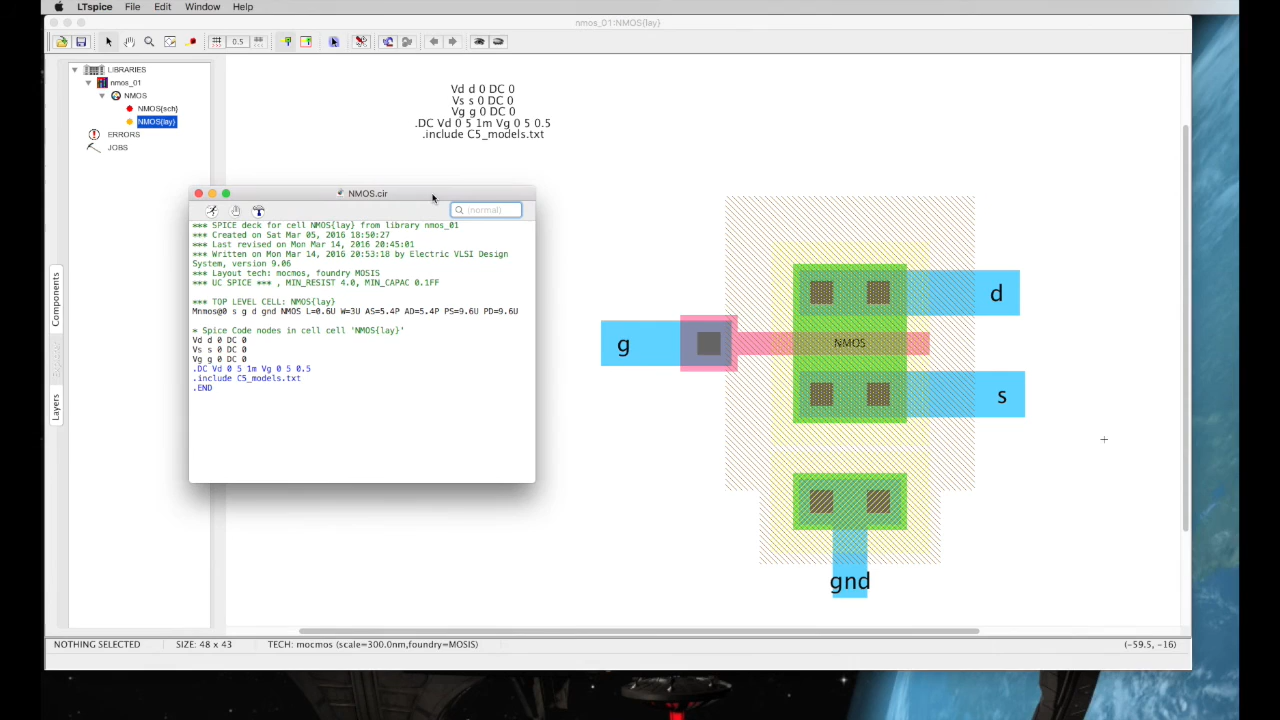 LTspice File Edit Window Help
nmos_01:NMOS{lay}
0.5
LIBRARIES
nmos_01
NMOS
NMOS{sch}
NMOS{lay}
ERRORS
JOBS
Components
Explorer
Layers
Vd d 0 DC 0
Vs s 0 DC 0
Vg g 0 DC 0
.DC Vd 0 5 1m Vg 0 5 0.5
.include C5_models.txt
NMOS.cir
(normal)
*** SPICE deck for cell NMOS{lay} from library nmos_01
*** Created on Sat Mar 05, 2016 18:50:27
*** Last revised on Mon Mar 14, 2016 20:45:01
*** Written on Mon Mar 14, 2016 20:53:18 by Electric VLSI Design
System, version 9.06
*** Layout tech: mocmos, foundry MOSIS
*** UC SPICE *** , MIN_RESIST 4.0, MIN_CAPAC 0.1FF
*** TOP LEVEL CELL: NMOS{lay}
Mnmos@0 s g d gnd NMOS L=0.6U W=3U AS=5.4P AD=5.4P PS=9.6U PD=9.6U
* Spice Code nodes in cell cell 'NMOS{lay}'
Vd d 0 DC 0
Vs s 0 DC 0
Vg g 0 DC 0
.DC Vd 0 5 1m Vg 0 5 0.5
.include C5_models.txt
.END
d
g
NMOS
s
gnd
NOTHING SELECTED SIZE: 48 x 43 TECH: mocmos (scale=300.0nm,foundry=MOSIS) (-59.5, -16)